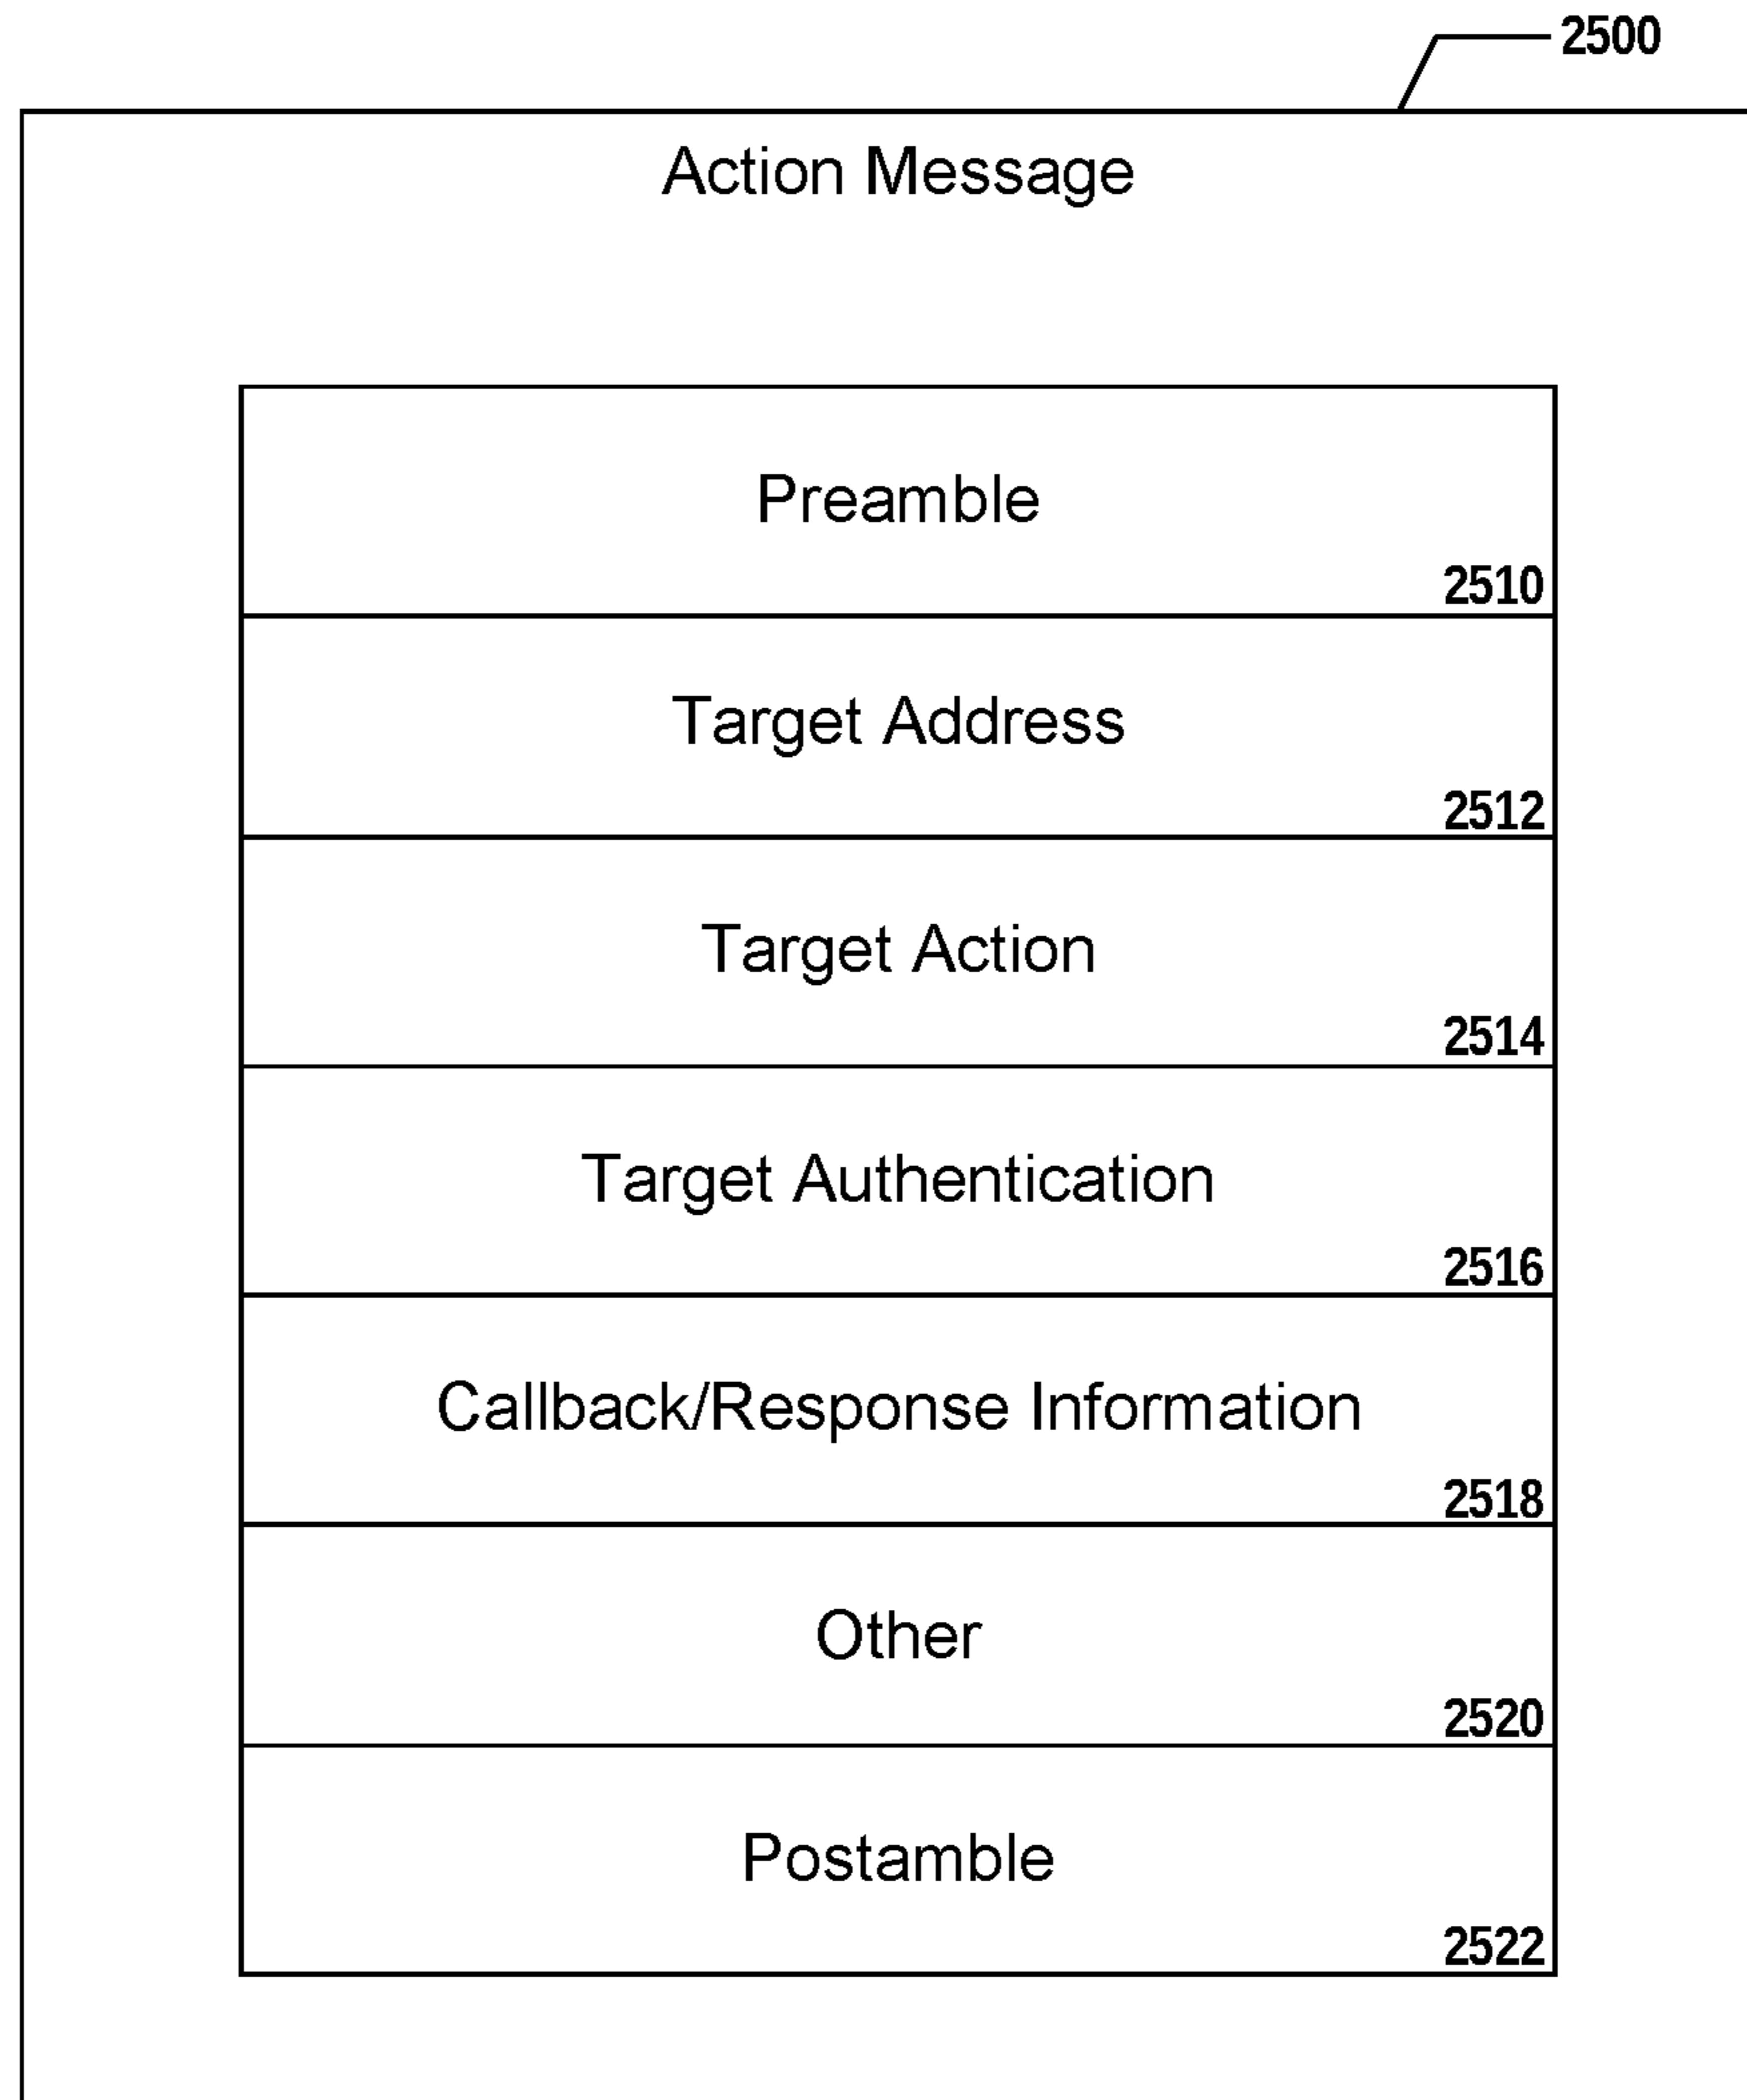 2500
Action Message
Preamble
2510
Target Address
2512
Target Action
2514
Target Authentication
2516
Callback/Response Information
2518
Other
2520
Postamble
2522